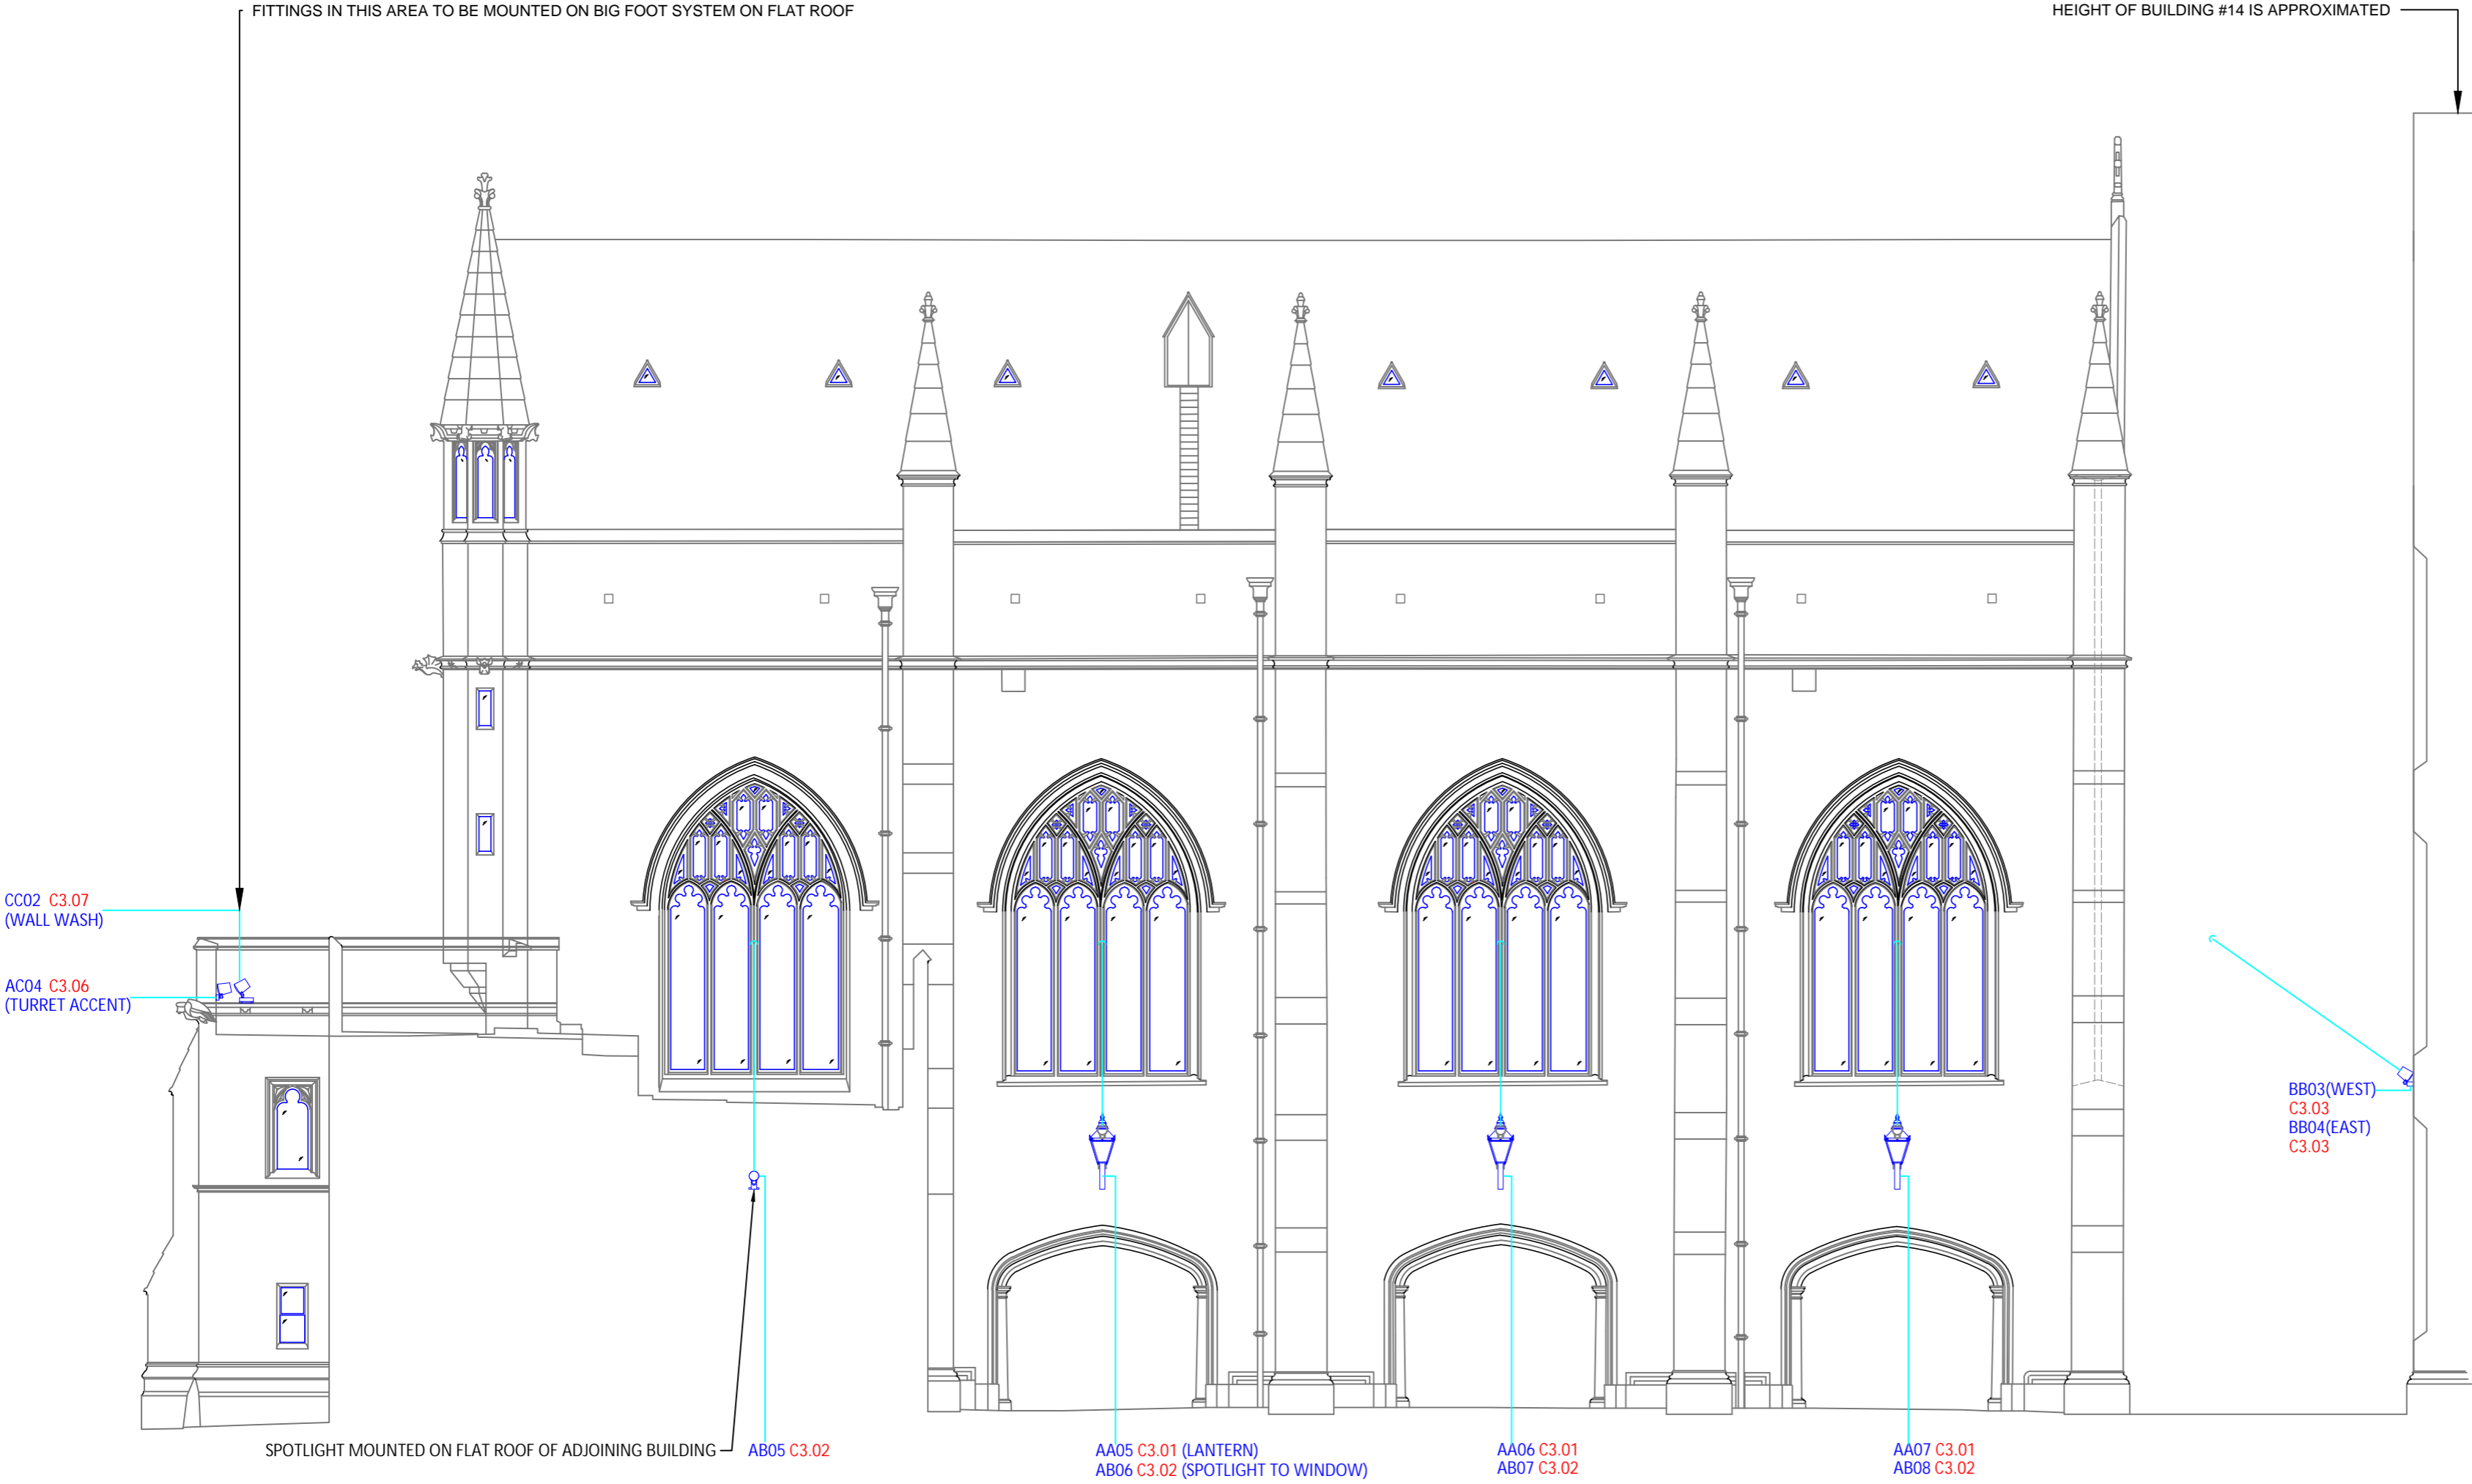 FITTINGS IN THIS AREA TO BE MOUNTED ON BIG FOOT SYSTEM ON FLAT ROOF
HEIGHT OF BUILDING #14 IS APPROXIMATED
CC02 C3.07
(WALL WASH)
AC04 C3.06
(TURRET ACCENT)
BB03(WEST)
C3.03
BB04(EAST)
C3.03
SPOTLIGHT MOUNTED ON FLAT ROOF OF ADJOINING BUILDING
AB05 C3.02
AA05 C3.01 (LANTERN)
AB06 C3.02 (SPOTLIGHT TO WINDOW)
AA06 C3.01
AB07 C3.02
AA07 C3.01
AB08 C3.02